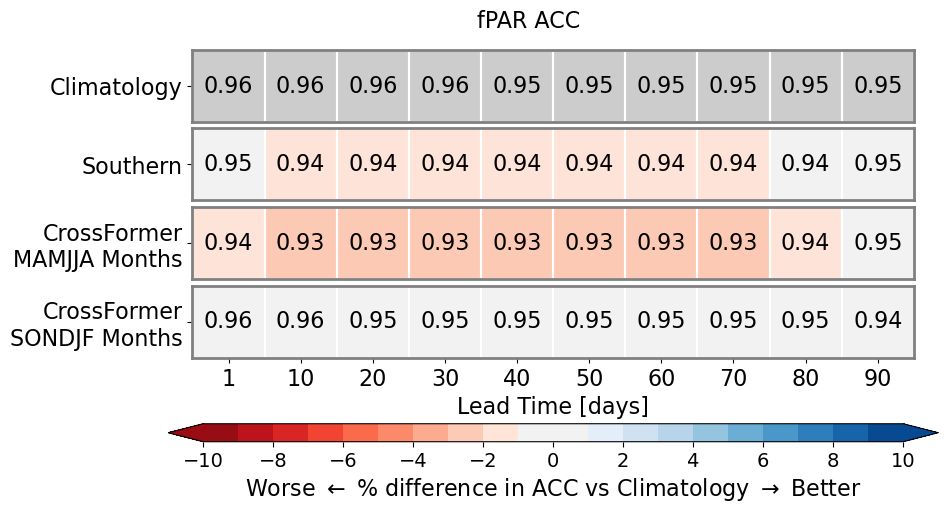 fPAR ACC
Climatology 0.96 0.96 0.96 0.96 0.95 0.95 0.95 0.95 0.95 0.95
Southern 0.95 0.94 0.94 0.94 0.94 0.94 0.94 0.94 0.94 0.95
CrossFormer
MAMJJA Months 0.94 0.93 0.93 0.93 0.93 0.93 0.93 0.93 0.94 0.95
CrossFormer
SONDJF Months 0.96 0.96 0.95 0.95 0.95 0.95 0.95 0.95 0.95 0.94
1 10 20 30 40 50 60 70 80 90
Lead Time [days]
−10 −8 −6 −4 −2 0 2 4 6 8 10
Worse ← % difference in ACC vs Climatology → Better